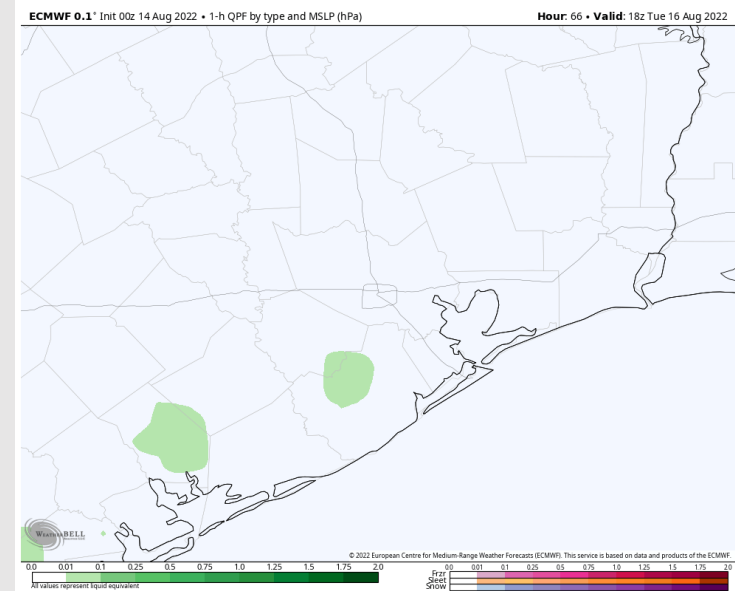 ECMWF 0.1° Init 00z 14 Aug 2022 • 1-h QPF by type and MSLP (hPa)
Hour: 66 • Valid: 18z Tue 16 Aug 2022
WEATHERBELL
© 2022 European Centre for Medium-Range Weather Forecasts (ECMWF). This service is based on data and products of the ECMWF.
0.0 0.01 0.1 0.25 0.5 0.75 1.0 1.25 1.5 1.75 2.0
All values represent liquid equivalent
0.0 0.01 0.1 0.25 0.5 0.75 1.0 1.25 1.5 2.0
Frzr
Sleet
Snow